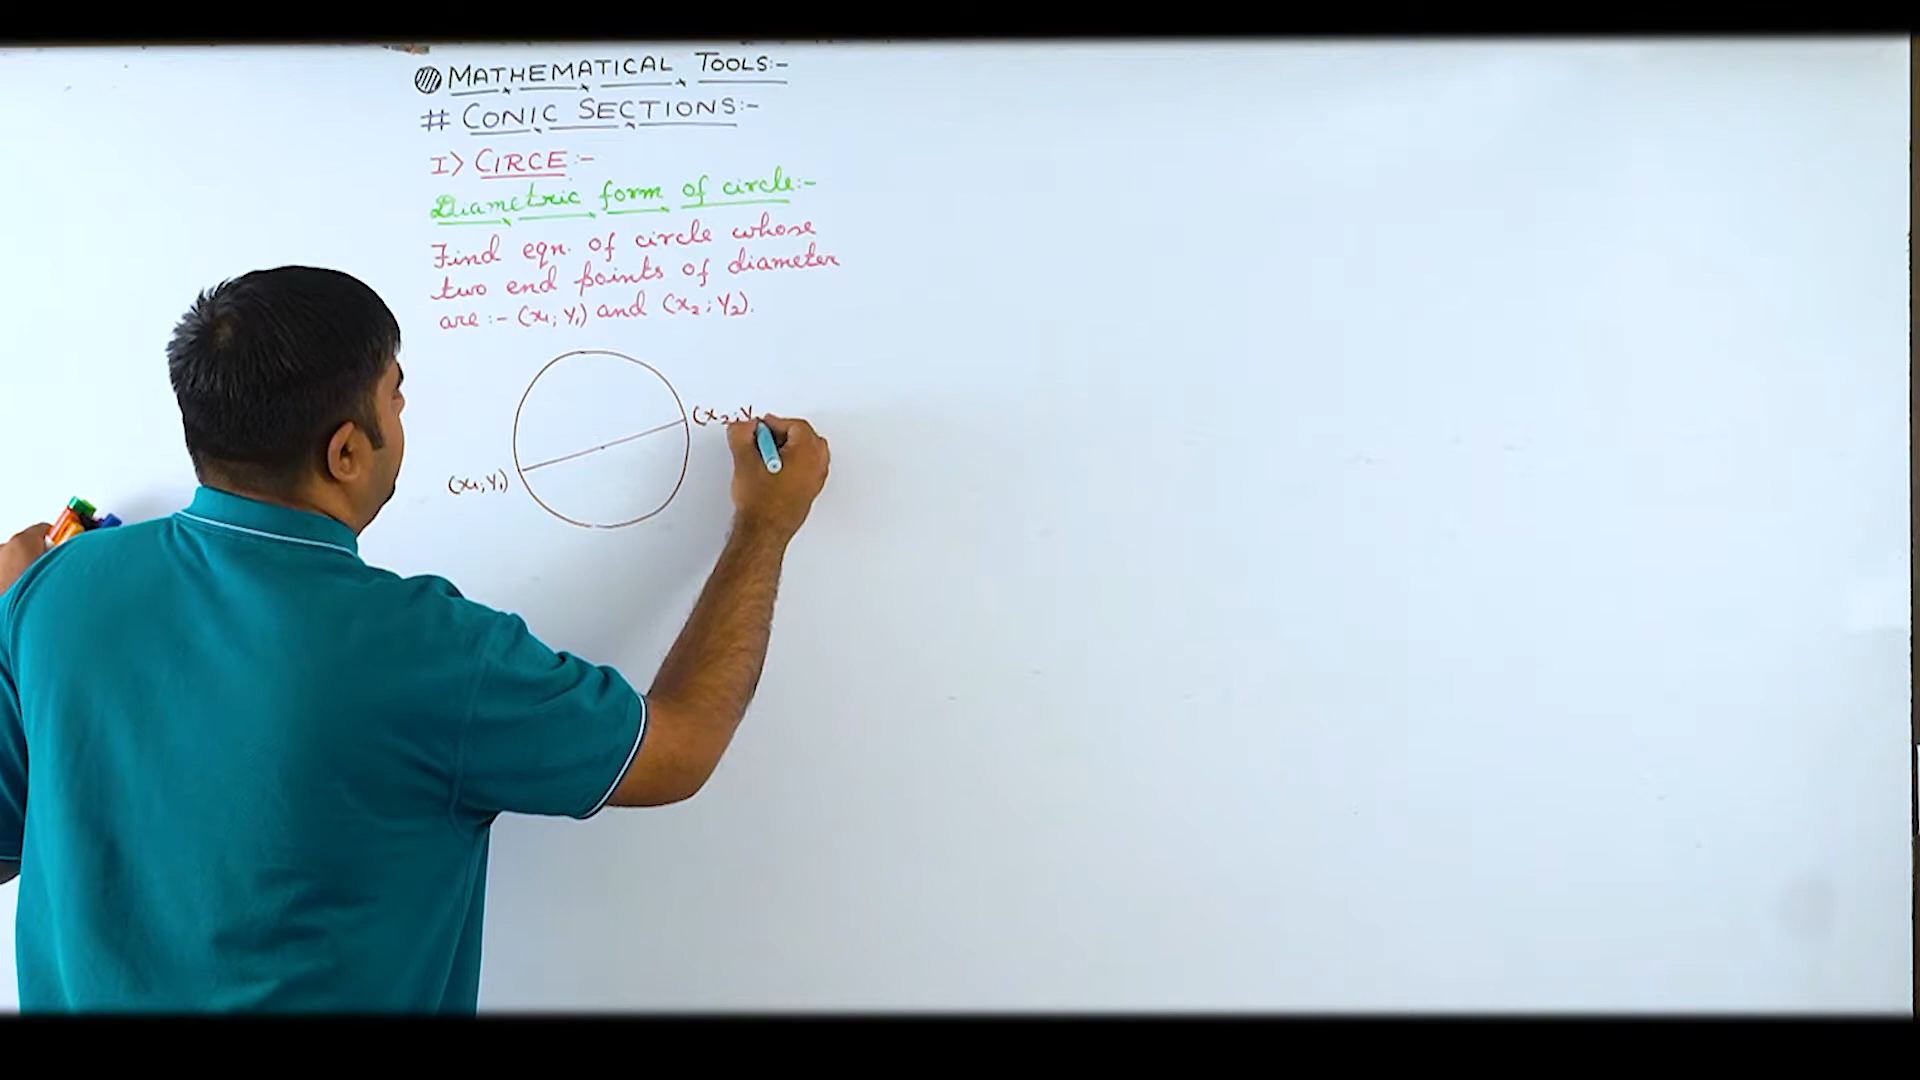 MATHEMATICAL TOOLS:-
# CONIC SECTIONS:-
I) CIRCE:-
Diametric form of circle:-
Find eqn. of circle whose
two end points of diameter
are:- (x₁; y₁) and (x₂; y₂).
(x₂; y
(x₁; y₁)